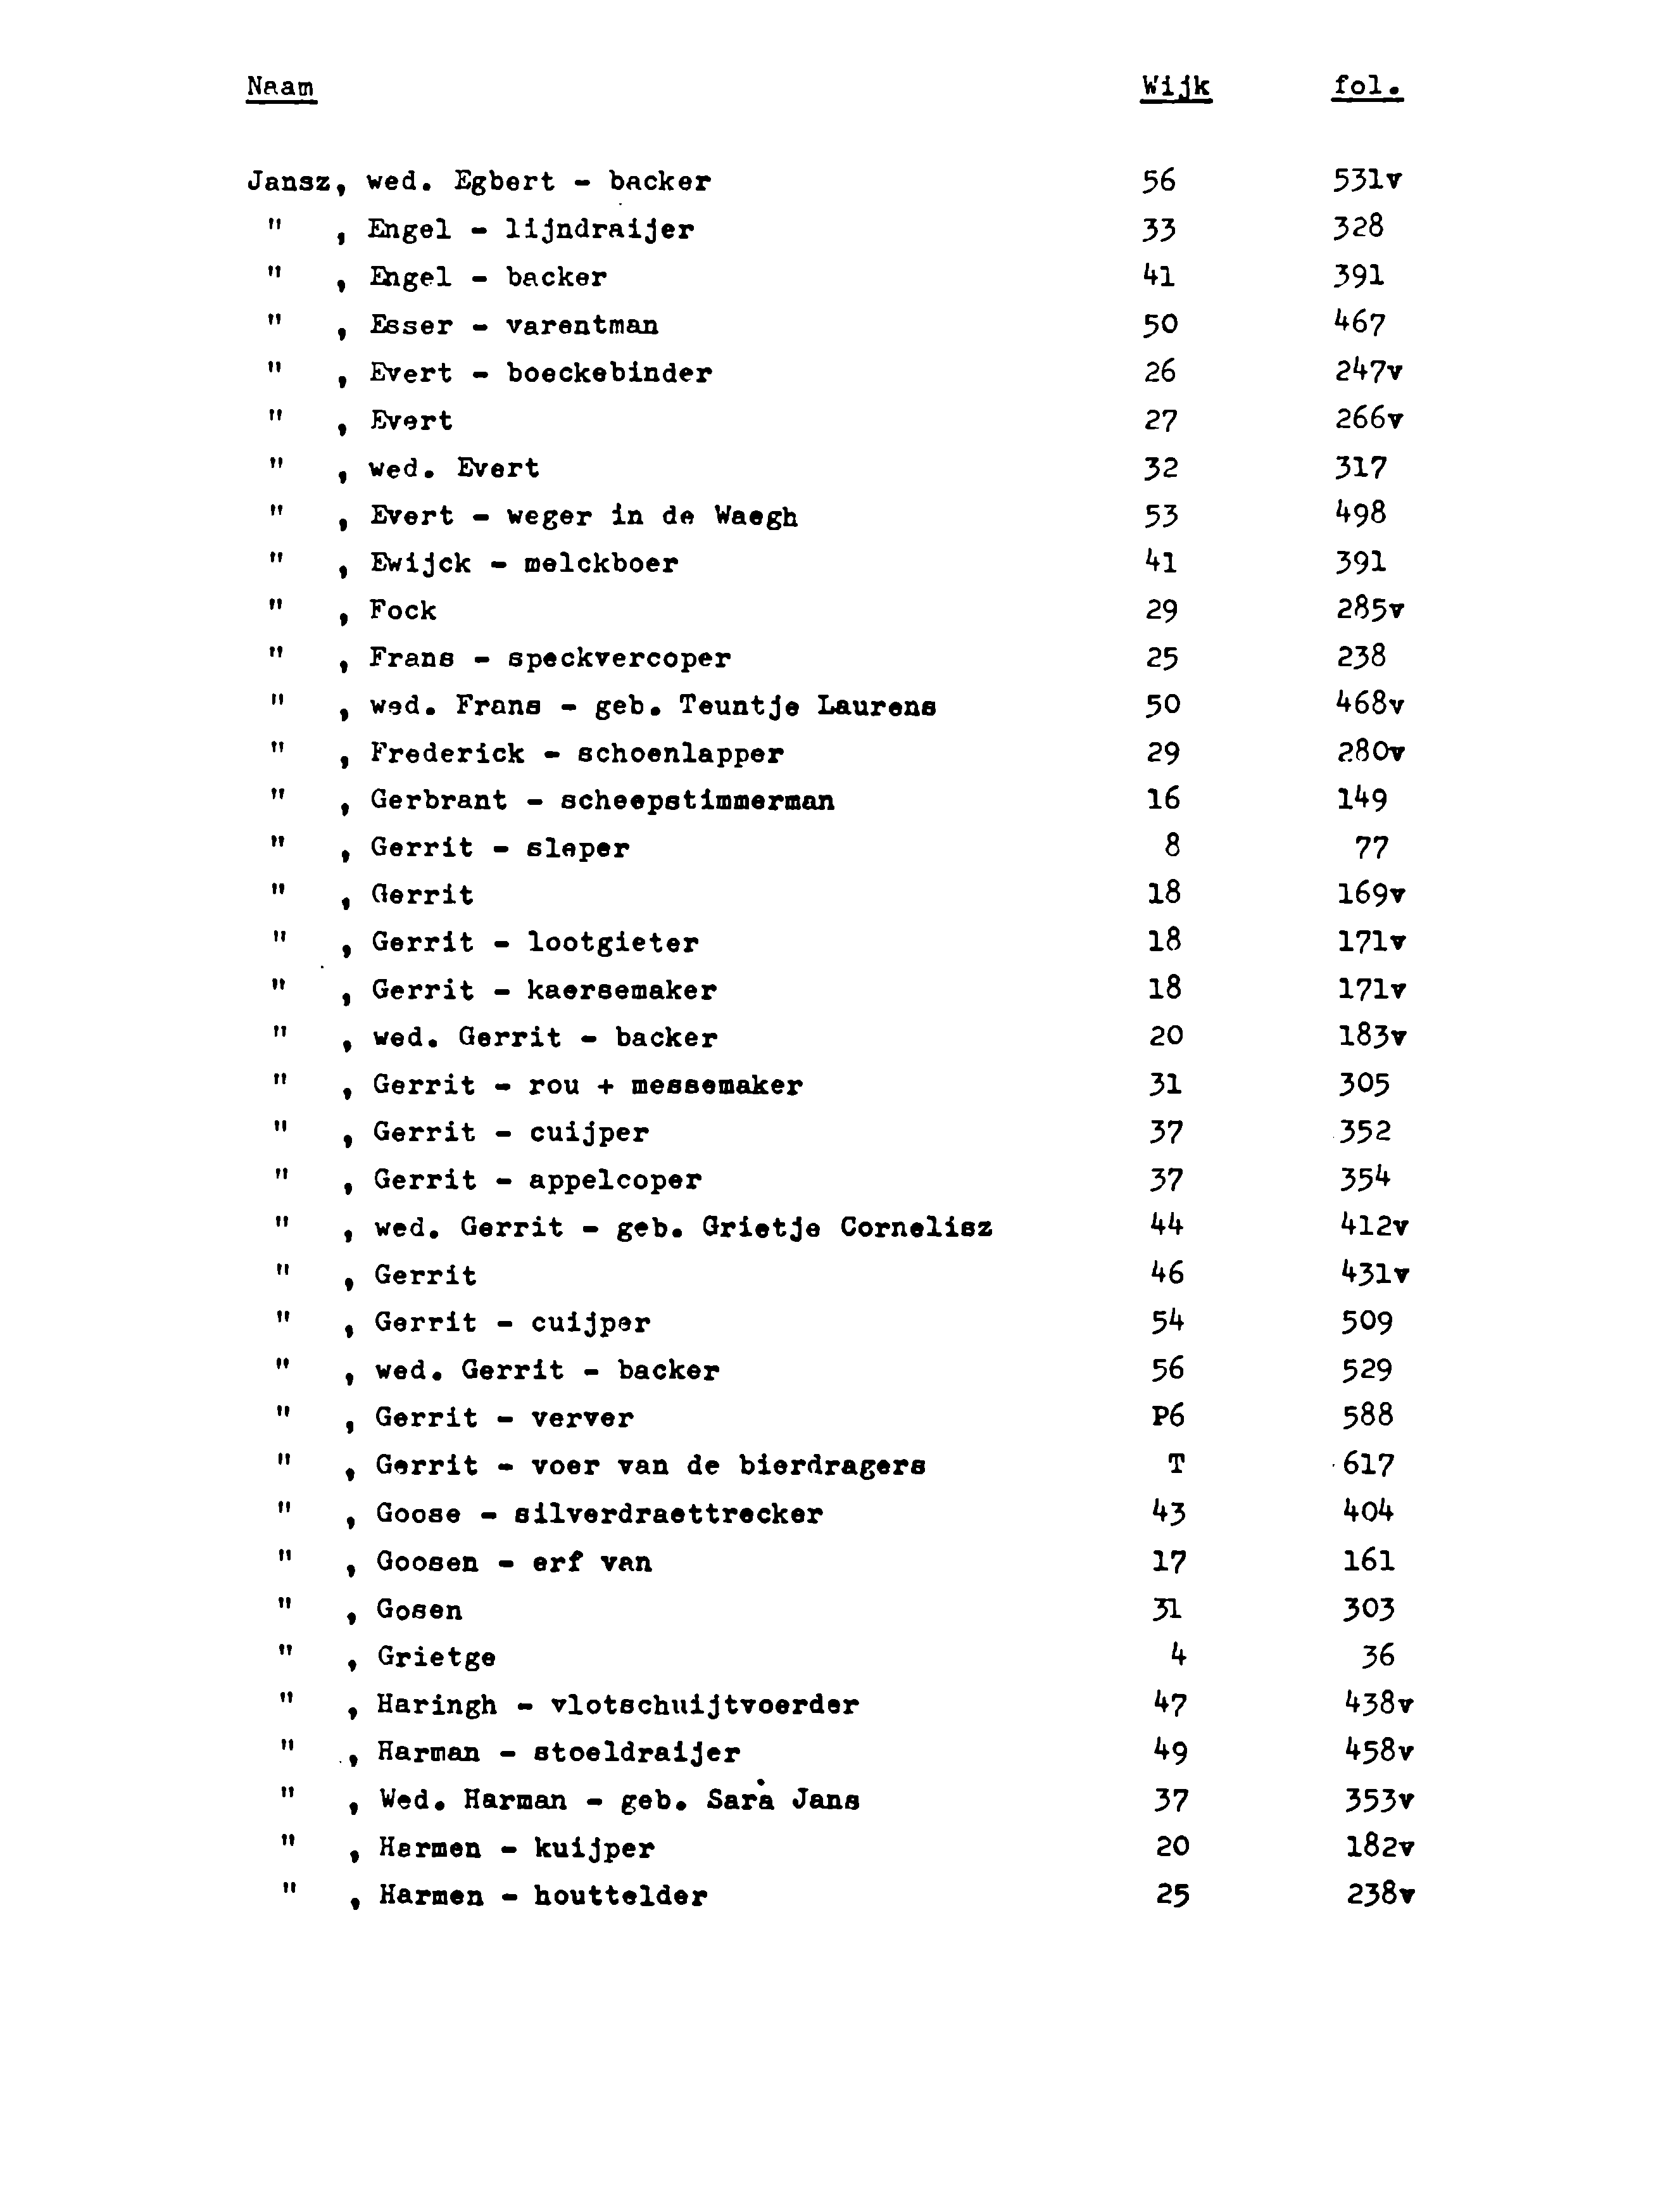 Naam Wijk fol.
Jansz, wed. Egbert - backer 56 531v
" , Engel - lijndraijer 33 328
" , Engel - backer 41 391
" , Esser - varentman 50 467
" , Evert - boeckebinder 26 247v
" , Evert 27 266v
" , wed. Evert 32 317
" , Evert - weger in de Waegh 53 498
" , Ewijck - melckboer 41 391
" , Fock 29 285v
" , Frans - speckvercoper 25 238
" , wed. Frans - geb. Teuntje Laurens 50 468v
" , Frederick - schoenlapper 29 280v
" , Gerbrant - scheepstimmerman 16 149
" , Gerrit - sleper 8 77
" , Gerrit 18 169v
" , Gerrit - lootgieter 18 171v
" , Gerrit - kaersemaker 18 171v
" , wed. Gerrit - backer 20 183v
" , Gerrit - rou + messemaker 31 305
" , Gerrit - cuijper 37 352
" , Gerrit - appelcoper 37 354
" , wed. Gerrit - geb. Grietje Cornelisz 44 412v
" , Gerrit 46 431v
" , Gerrit - cuijper 54 509
" , wed. Gerrit - backer 56 529
" , Gerrit - verver P6 588
" , Gerrit - voer van de bierdragers T 617
" , Goose - silverdraettrecker 43 404
" , Goosen - erf van 17 161
" , Gosen 31 303
" , Grietge 4 36
" , Haringh - vlotschuijtvoerder 47 438v
" , Harman - stoeldraijer 49 458v
" , Wed. Harman - geb. Sara Jans 37 353v
" , Harmen - kuijper 20 182v
" , Harmen - houttelder 25 238v